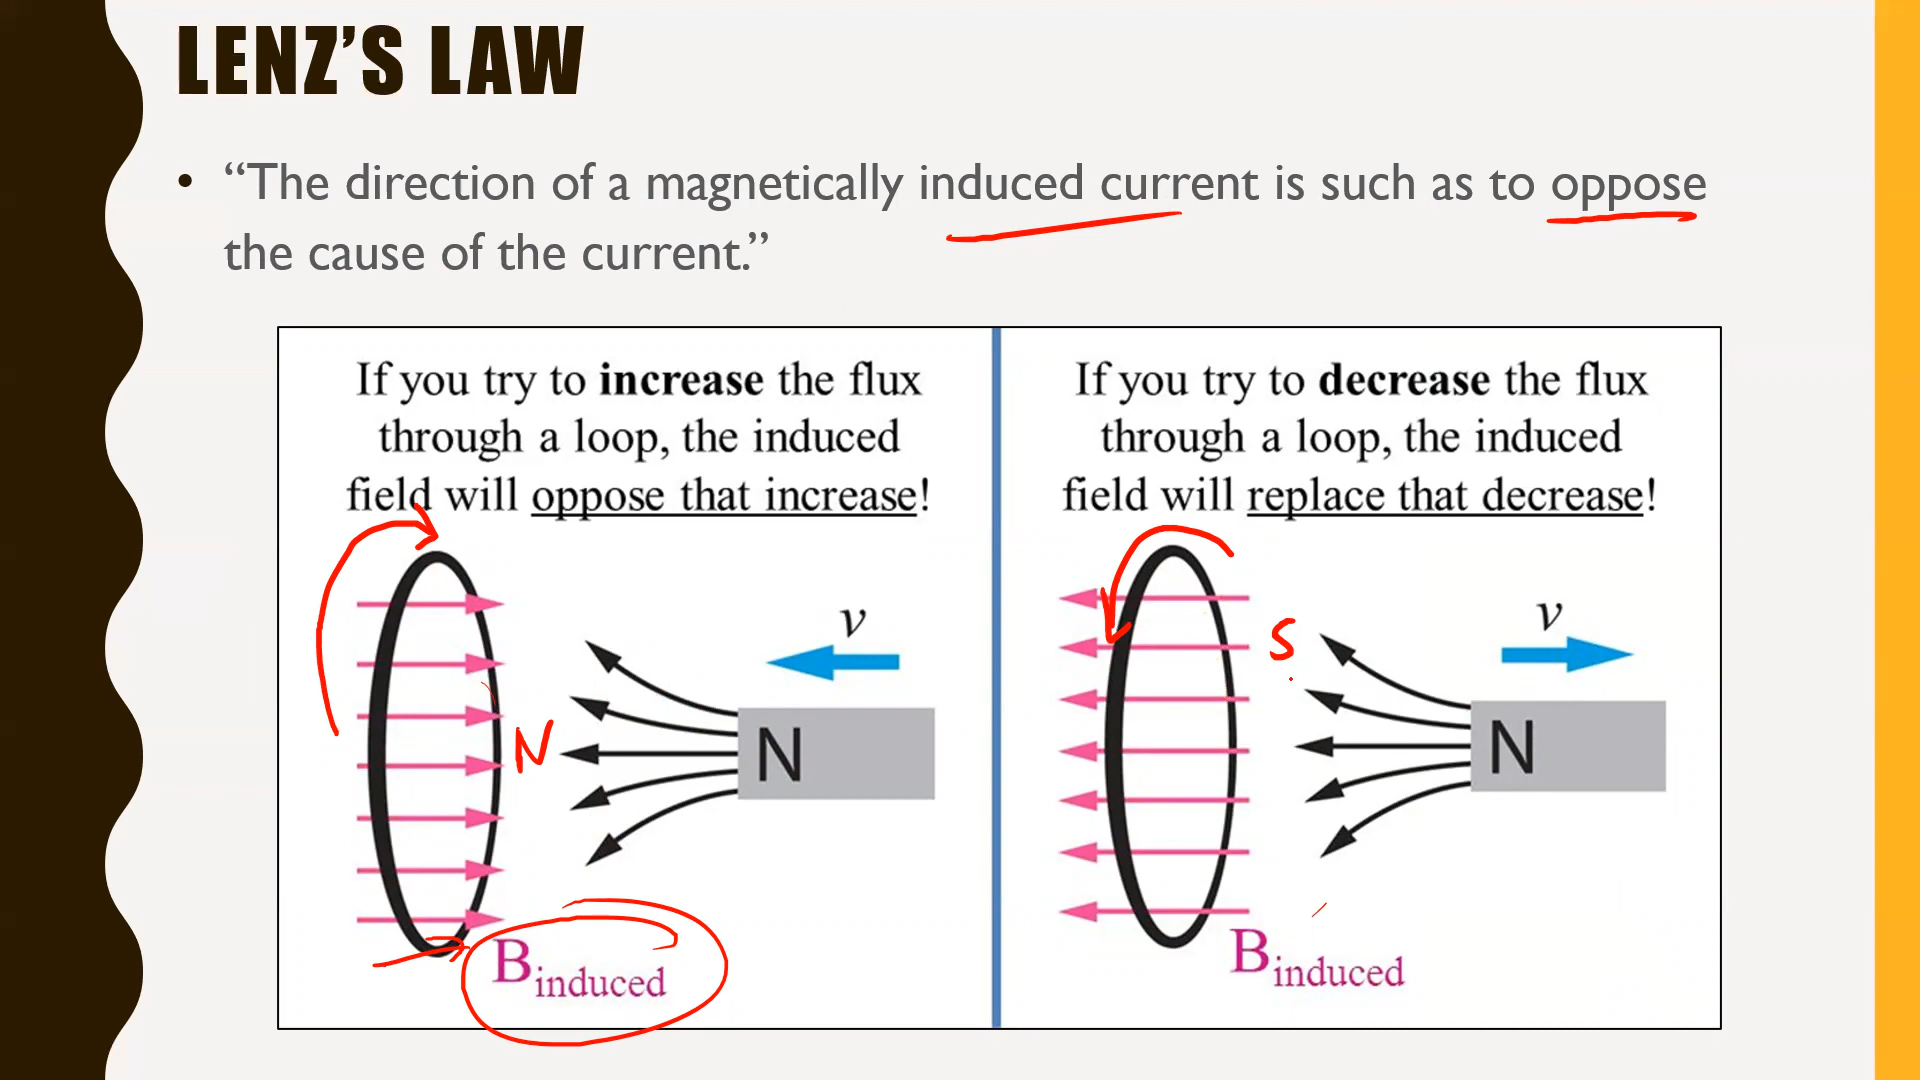 LENZ'S LAW
• “The direction of a magnetically induced current is such as to oppose
the cause of the current.”
If you try to increase the flux
through a loop, the induced
field will oppose that increase!
v
N
N
B induced
If you try to decrease the flux
through a loop, the induced
field will replace that decrease!
v
S
N
B induced